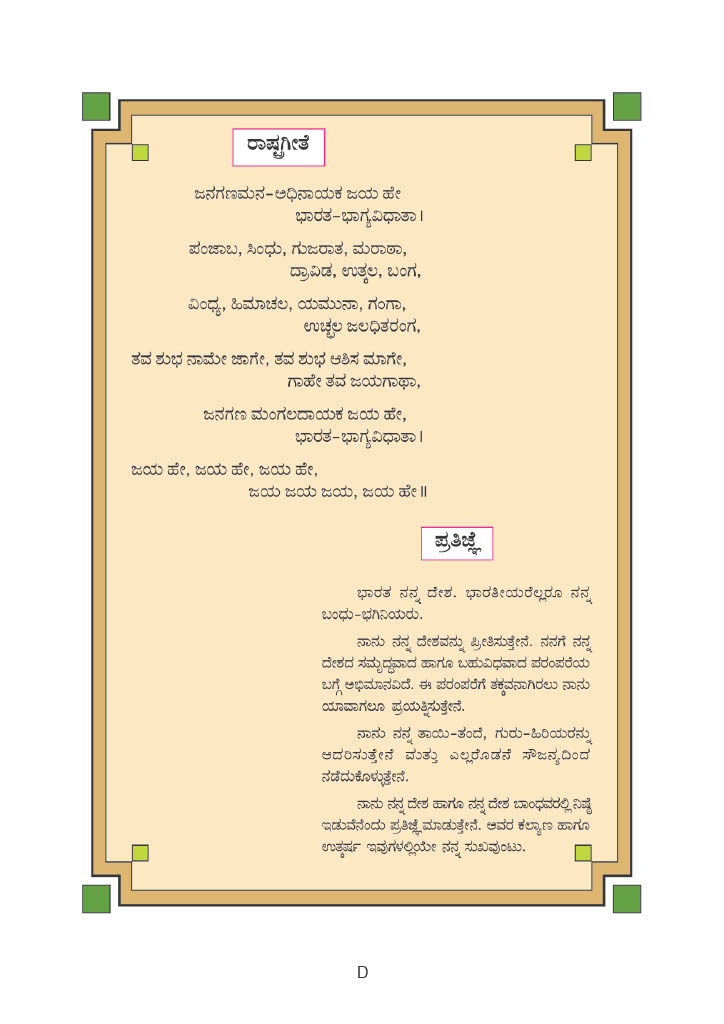 ರಾಷ್ಟ್ರಗೀತೆ
ಜನಗಣಮನ-ಅಧಿನಾಯಕ ಜಯ ಹೇ
ಭಾರತ-ಭಾಗ್ಯವಿಧಾತಾ।
ಪಂಜಾಬ, ಸಿಂಧು, ಗುಜರಾತ, ಮರಾಠಾ,
ದ್ರಾವಿಡ, ಉತ್ಕಲ, ಬಂಗ,
ವಿಂಧ್ಯ, ಹಿಮಾಚಲ, ಯಮುನಾ, ಗಂಗಾ,
ಉಚ್ಛಲ ಜಲಧಿತರಂಗ,
ತವ ಶುಭ ನಾಮೇ ಜಾಗೇ, ತವ ಶುಭ ಆಶಿಸ ಮಾಗೇ,
ಗಾಹೇ ತವ ಜಯಗಾಥಾ,
ಜನಗಣ ಮಂಗಲದಾಯಕ ಜಯ ಹೇ,
ಭಾರತ-ಭಾಗ್ಯವಿಧಾತಾ।
ಜಯ ಹೇ, ಜಯ ಹೇ, ಜಯ ಹೇ,
ಜಯ ಜಯ ಜಯ, ಜಯ ಹೇ॥
ಪ್ರತಿಜ್ಞೆ
ಭಾರತ ನನ್ನ ದೇಶ. ಭಾರತೀಯರೆಲ್ಲರೂ ನನ್ನ
ಬಂಧು-ಭಗಿನಿಯರು.
ನಾನು ನನ್ನ ದೇಶವನ್ನು ಪ್ರೀತಿಸುತ್ತೇನೆ. ನನಗೆ ನನ್ನ
ದೇಶದ ಸಮೃದ್ಧವಾದ ಹಾಗೂ ಬಹುವಿಧವಾದ ಪರಂಪರೆಯ
ಬಗ್ಗೆ ಅಭಿಮಾನವಿದೆ. ಈ ಪರಂಪರೆಗೆ ತಕ್ಕವನಾಗಿರಲು ನಾನು
ಯಾವಾಗಲೂ ಪ್ರಯತ್ನಿಸುತ್ತೇನೆ.
ನಾನು ನನ್ನ ತಾಯಿ-ತಂದೆ, ಗುರು-ಹಿರಿಯರನ್ನು
ಆದರಿಸುತ್ತೇನೆ ಮತ್ತು ಎಲ್ಲರೊಡನೆ ಸೌಜನ್ಯದಿಂದ
ನಡೆದುಕೊಳ್ಳುತ್ತೇನೆ.
ನಾನು ನನ್ನ ದೇಶ ಹಾಗೂ ನನ್ನ ದೇಶ ಬಾಂಧವರಲ್ಲಿ ನಿಷ್ಠೆ
ಇಡುವೆನೆಂದು ಪ್ರತಿಜ್ಞೆ ಮಾಡುತ್ತೇನೆ. ಅವರ ಕಲ್ಯಾಣ ಹಾಗೂ
ಉತ್ಕರ್ಷ ಇವುಗಳಲ್ಲಿಯೇ ನನ್ನ ಸುಖವುಂಟು.
D